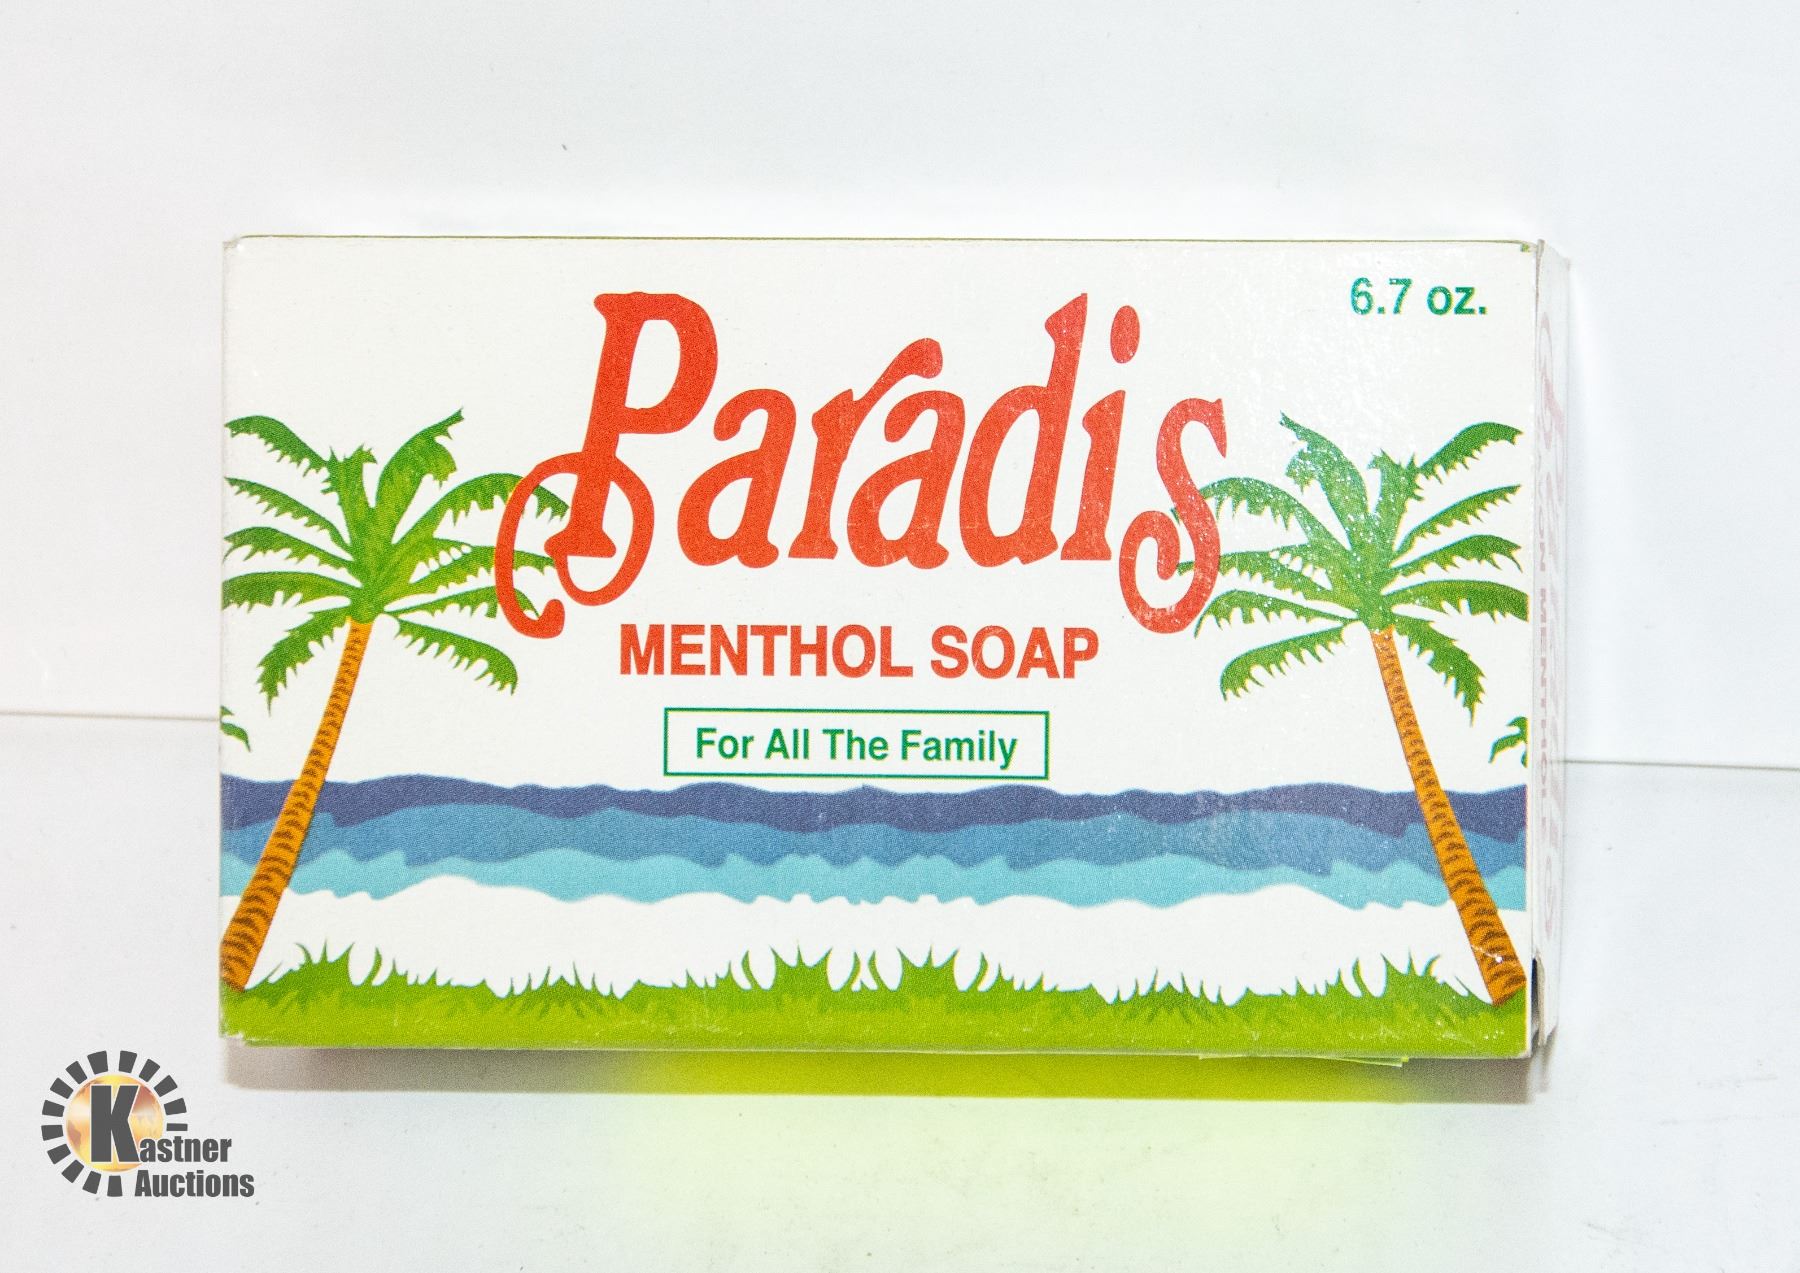 6.7 oz.
Paradis
MENTHOL SOAP
For All The Family
Kastner
Auctions